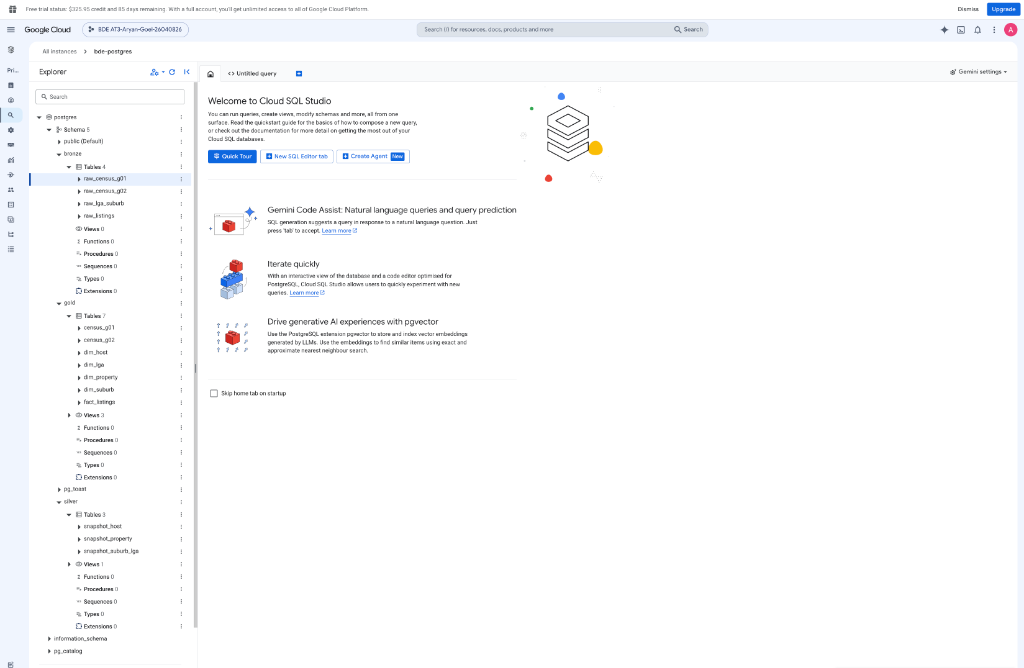 Free trial status: $325.95 credit and 85 days remaining. With a full account, you'll get unlimited access to all of Google Cloud Platform.
Dismiss
Upgrade
Google Cloud
BDE AT3-Aryan-Goel-26040826
Search (/) for resources, docs, products and more
Search
A
All instances > bde-postgres
Pri...
Explorer
Untitled query
Gemini settings
Search
postgres
Schema 5
public (Default)
bronze
Tables 4
raw_census_g01
raw_census_g02
raw_lga_suburb
raw_listings
Views 0
Functions 0
Procedures 0
Sequences 0
Types 0
Extensions 0
gold
Tables 7
census_g01
census_g02
dim_host
dim_lga
dim_property
dim_suburb
fact_listings
Views 3
Functions 0
Procedures 0
Sequences 0
Types 0
Extensions 0
pg_toast
silver
Tables 3
snapshot_host
snapshot_property
snapshot_suburb_lga
Views 1
Functions 0
Procedures 0
Sequences 0
Types 0
Extensions 0
information_schema
pg_catalog
Welcome to Cloud SQL Studio
You can run queries, create views, modify schemas and more, all from one
surface. Read the quickstart guide for the basics of how to compose a new query,
or check out the documentation for more detail on getting the most out of your
Cloud SQL databases.
Quick Tour
New SQL Editor tab
Create Agent New
Gemini Code Assist: Natural language queries and query prediction
SQL generation suggests a query in response to a natural language question. Just
press 'tab' to accept. Learn more
Iterate quickly
With an interactive view of the database and a code editor optimised for
PostgreSQL, Cloud SQL Studio allows users to quickly experiment with new
queries. Learn more
Drive generative AI experiences with pgvector
Use the PostgreSQL extension pgvector to store and index vector embeddings
generated by LLMs. Use the embeddings to find similar items using exact and
approximate nearest neighbour search.
Skip home tab on startup